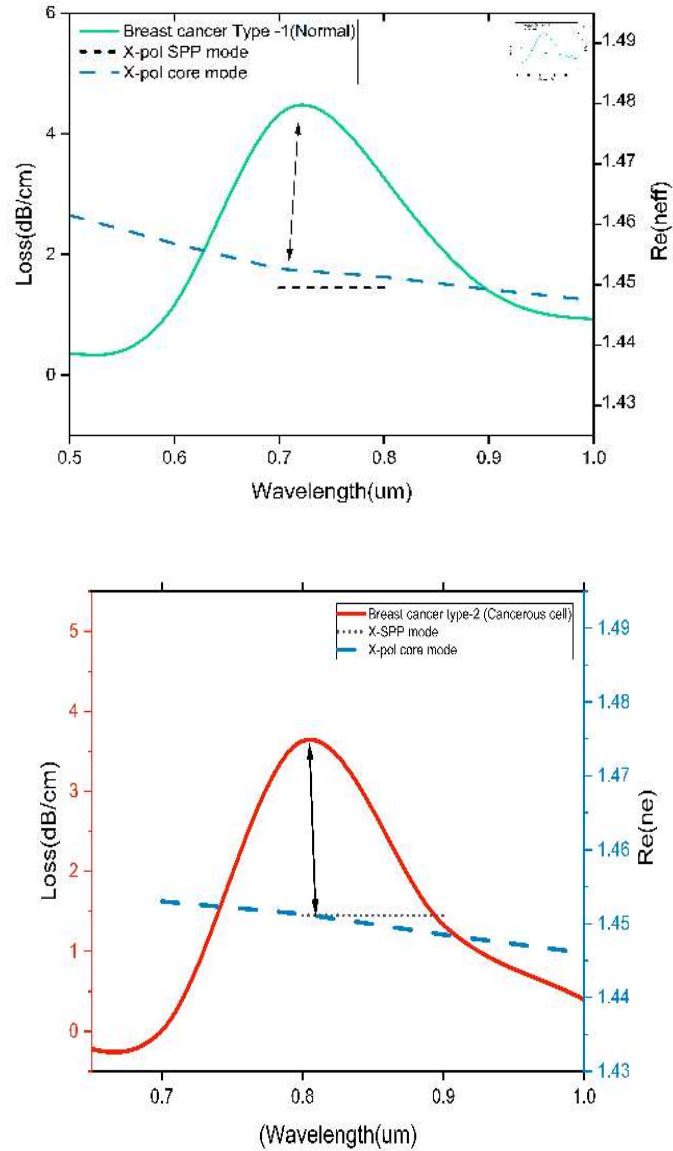 Breast cancer Type -1(Normal)
X-pol SPP mode
X-pol core mode
6
4
2
0
Loss(dB/cm)
1.49
1.48
1.47
1.46
1.45
1.44
1.43
Re(neff)
0.5 0.6 0.7 0.8 0.9 1.0
Wavelength(um)
Breast cancer type-2 (Cancerous cell)
X-SPP mode
X-pol core mode
5
4
3
2
1
0
Loss(dB/cm)
1.49
1.48
1.47
1.46
1.45
1.44
1.43
Re(ne)
0.7 0.8 0.9 1.0
(Wavelength(um)